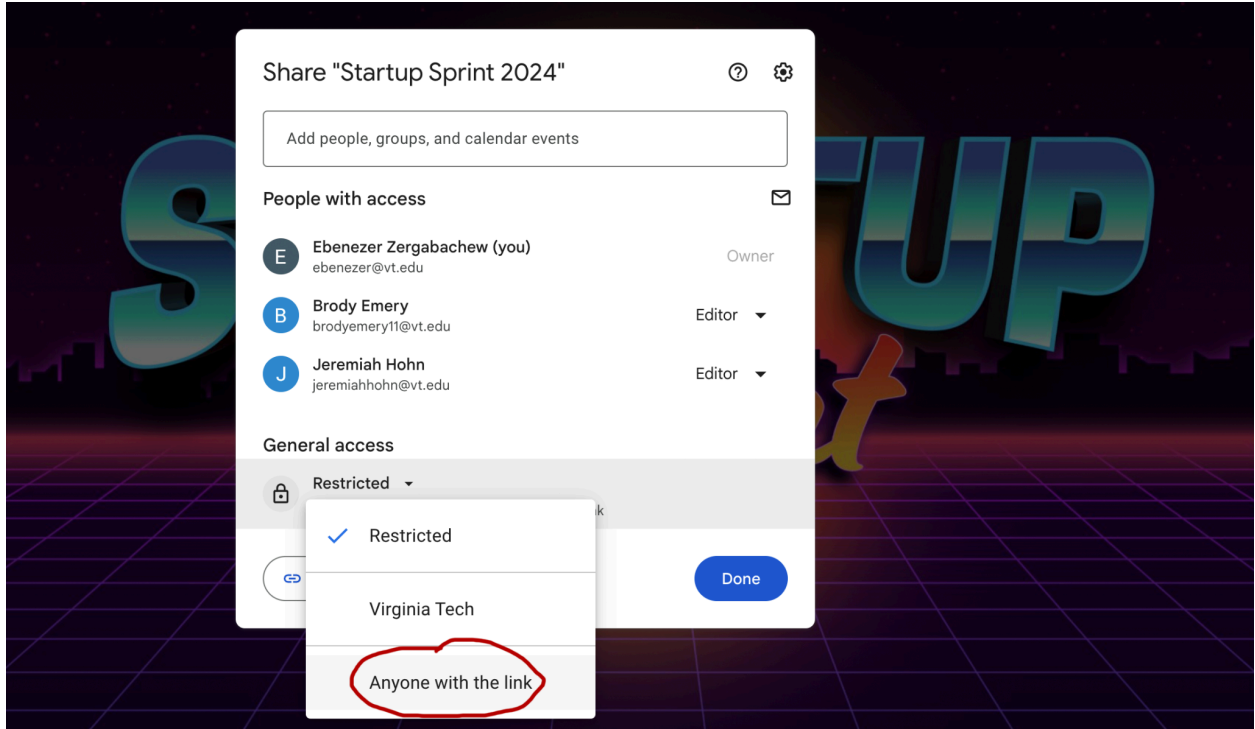 Share "Startup Sprint 2024"
Add people, groups, and calendar events
People with access
E
Ebenezer Zergabachew (you)
ebenezer@vt.edu
Owner
B
Brody Emery
brodyemery11@vt.edu
Editor
J
Jeremiah Hohn
jeremiahhohn@vt.edu
Editor
General access
Restricted
Restricted
Virginia Tech
Anyone with the link
Done